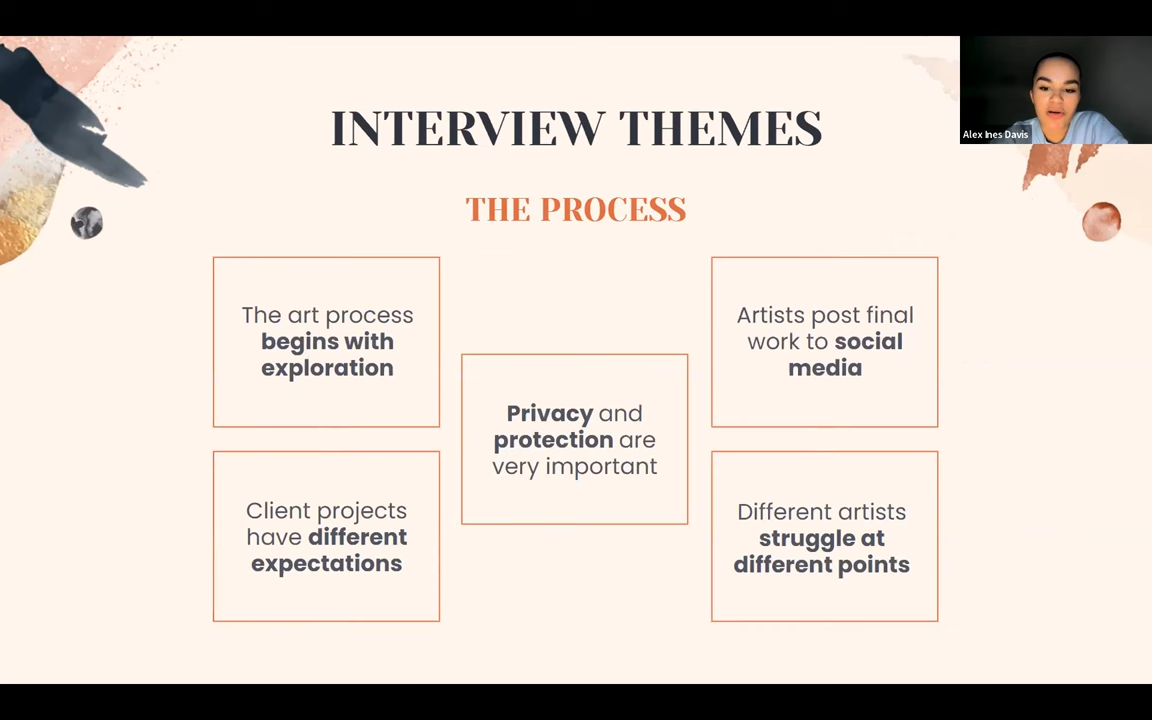 INTERVIEW THEMES
Alex Ines Davis
THE PROCESS
The art process
begins with
exploration
Artists post final
work to social
media
Privacy and
protection are
very important
Client projects
have different
expectations
Different artists
struggle at
different points